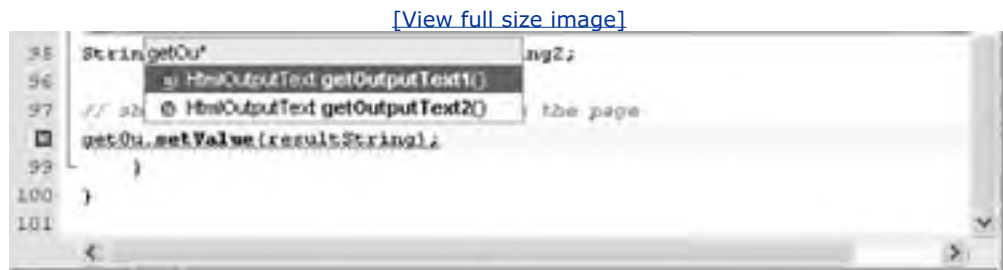 [View full size image]
95 String ing2;
getOu*
96
HtmlOutputText getOutputText1()
97 // sh the page
HtmlOutputText getOutputText2()
getOu.setValue(resultString);
99 }
100 }
101